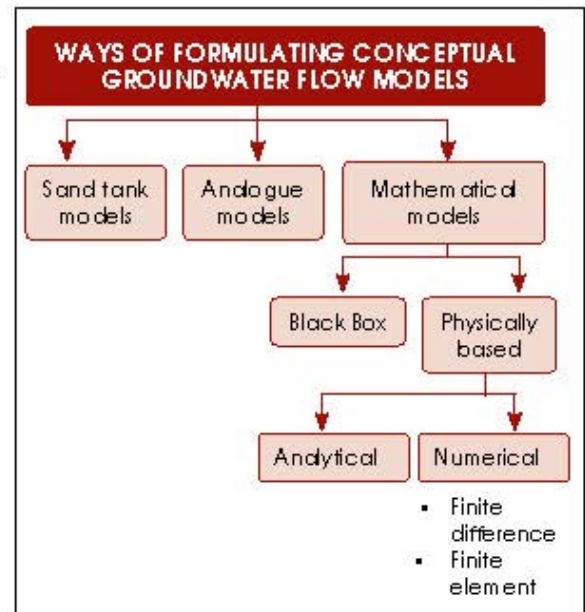 WAYS OF FORMULATING CONCEPTUAL
GROUNDWATER FLOW MODELS
Sand tank
models
Analogue
models
Mathematical
models
Black Box
Physically
based
Analytical
Numerical
▪ Finite
difference
▪ Finite
element